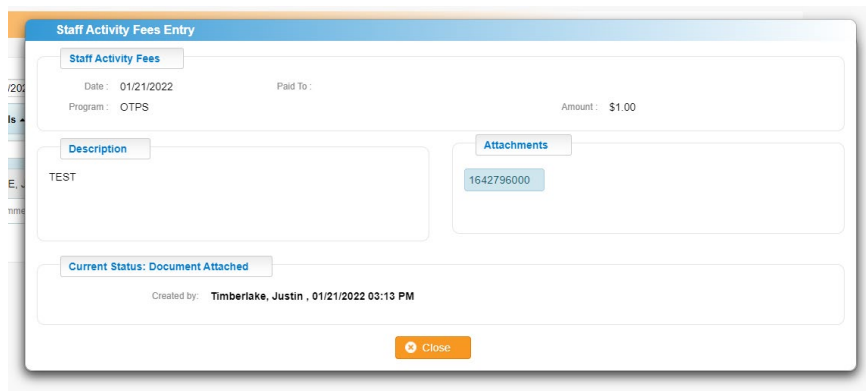 Staff Activity Fees Entry
Staff Activity Fees
Date : 01/21/2022 Paid To :
Program : OTPS Amount : $1.00
Description
TEST
Attachments
1642796000
Current Status: Document Attached
Created by: Timberlake, Justin , 01/21/2022 03:13 PM
Close